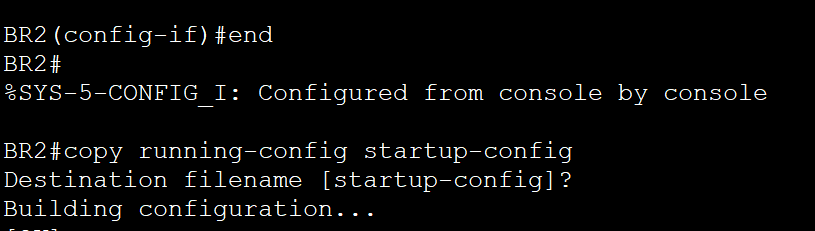 BR2(config-if)#end
BR2#
%SYS-5-CONFIG_I: Configured from console by console
BR2#copy running-config startup-config
Destination filename [startup-config]?
Building configuration...